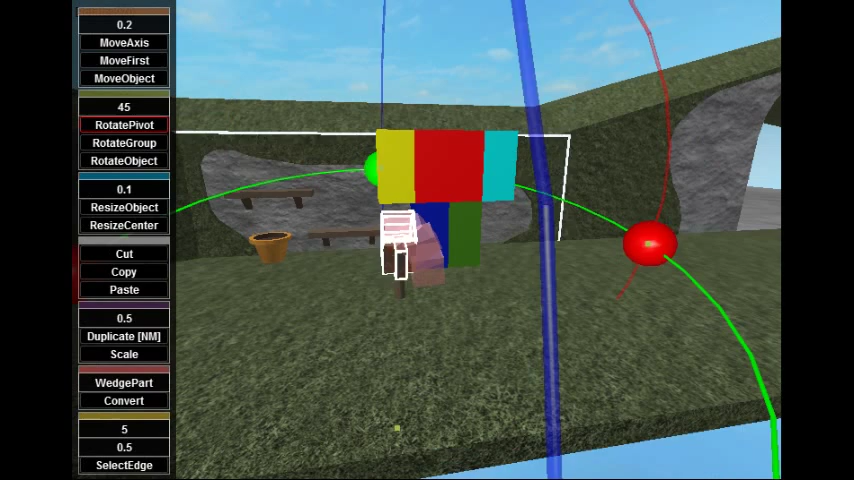 0.2
MoveAxis
MoveFirst
MoveObject
45
RotatePivot
RotateGroup
RotateObject
0.1
ResizeObject
ResizeCenter
Cut
Copy
Paste
0.5
Duplicate [NM]
Scale
WedgePart
Convert
5
0.5
SelectEdge